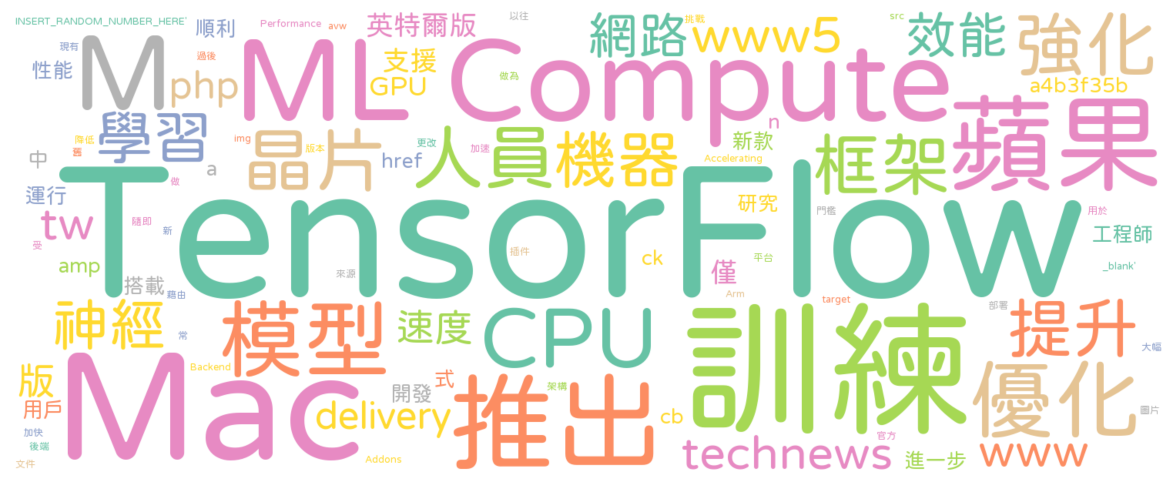 INSERT_RANDOM_NUMBER_HERE'
順利
Performance
avw
英特爾版
以往
網路
挑戰
www5
src
效能
強化
現有
過後
性能
M
php
ML Compute
支援
GPU
做為
a4b3f35b
降低
舊
學習
img
版本
晶片
href
更改
人員
加速
機器
n
新款
Accelerating
框架
蘋果
中
a
運行
做
TensorFlow
研究
門檻
用於
tw
隨即
新
受
插件
ck
平台
工程師
amp
搭載
來源
僅
_blank'
藉由
Arm
target
部署
神經
常
模型
速度
CPU
訓練
提升
大幅
Backend
版
用戶
Mac
開發
式
推出
架構
優化
圖片
delivery
cb
加快
後端
官方
文件
Addons
technews
進一步
www